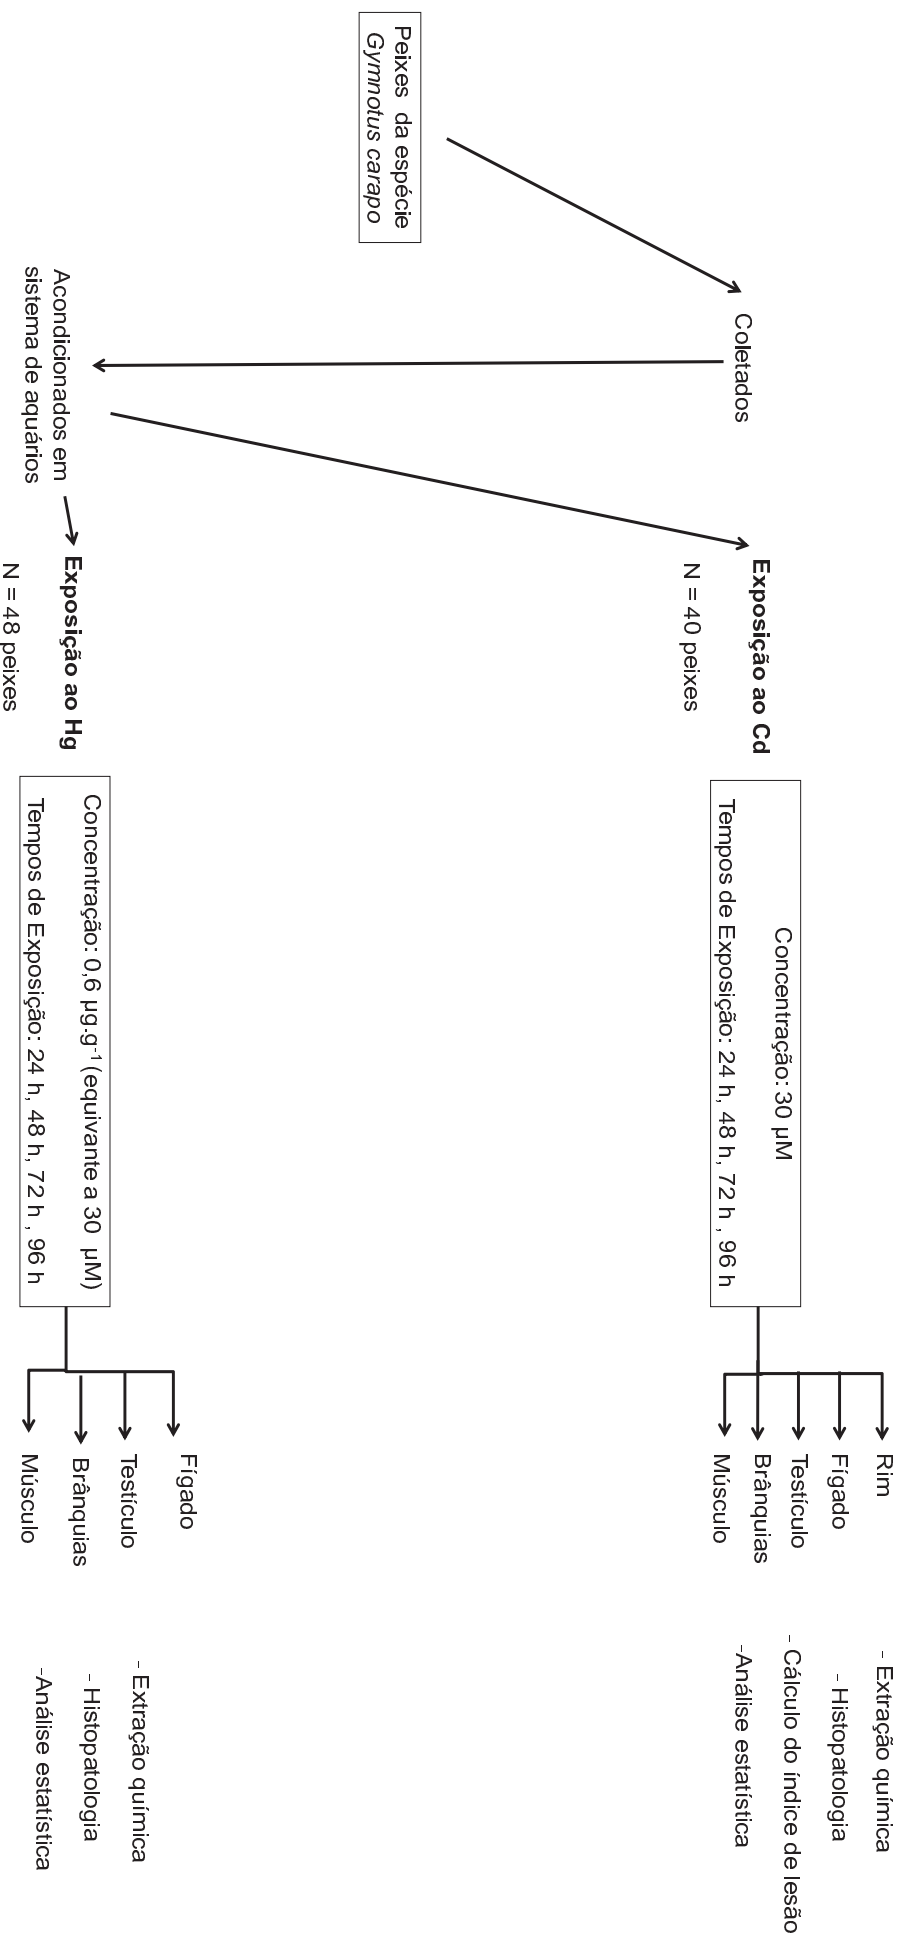 Peixes da espécie
Gymnotus carapo
Coletados
Acondicionados em
sistema de aquários
Exposição ao Cd
N = 40 peixes
Concentração: 30 µM
Tempos de Exposição: 24 h, 48 h, 72 h , 96 h
Rim
Fígado
Testículo
Brânquias
Músculo
- Extração química
- Histopatologia
- Cálculo do índice de lesão
-Análise estatística
Exposição ao Hg
N = 48 peixes
Concentração: 0,6 µg.g⁻¹ (equivante a 30 µM)
Tempos de Exposição: 24 h, 48 h, 72 h , 96 h
Fígado
Testículo
Brânquias
Músculo
- Extração química
- Histopatologia
-Análise estatística